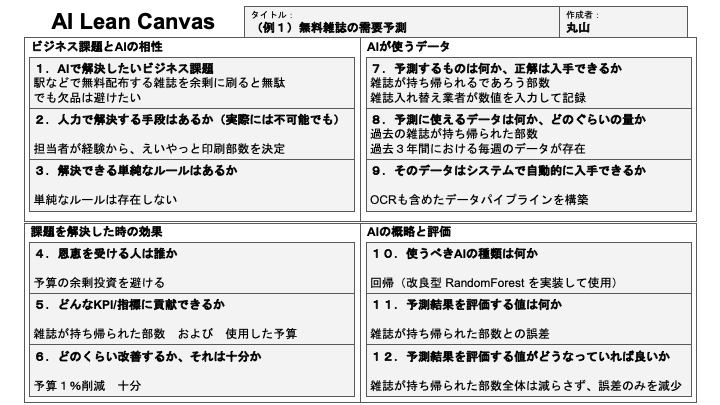 AI Lean Canvas
タイトル：
（例１）無料雑誌の需要予測
作成者：
丸山
ビジネス課題とAIの相性
１．AIで解決したいビジネス課題
駅などで無料配布する雑誌を余剰に刷ると無駄
でも欠品は避けたい
２．人力で解決する手段はあるか（実際には不可能でも）
担当者が経験から、えいやっと印刷部数を決定
３．解決できる単純なルールはあるか
単純なルールは存在しない
AIが使うデータ
７．予測するものは何か、正解は入手できるか
雑誌が持ち帰られるであろう部数
雑誌入れ替え業者が数値を入力して記録
８．予測に使えるデータは何か、どのぐらいの量か
過去の雑誌が持ち帰られた部数
過去３年間における毎週のデータが存在
９．そのデータはシステムで自動的に入手できるか
OCRも含めたデータパイプラインを構築
課題を解決した時の効果
４．恩恵を受ける人は誰か
予算の余剰投資を避ける
５．どんなKPI/指標に貢献できるか
雑誌が持ち帰られた部数　および　使用した予算
６．どのくらい改善するか、それは十分か
予算１％削減　十分
AIの概略と評価
１０．使うべきAIの種類は何か
回帰（改良型 RandomForest を実装して使用）
１１．予測結果を評価する値は何か
雑誌が持ち帰られた部数との誤差
１２．予測結果を評価する値がどうなっていれば良いか
雑誌が持ち帰られた部数全体は減らさず、誤差のみを減少